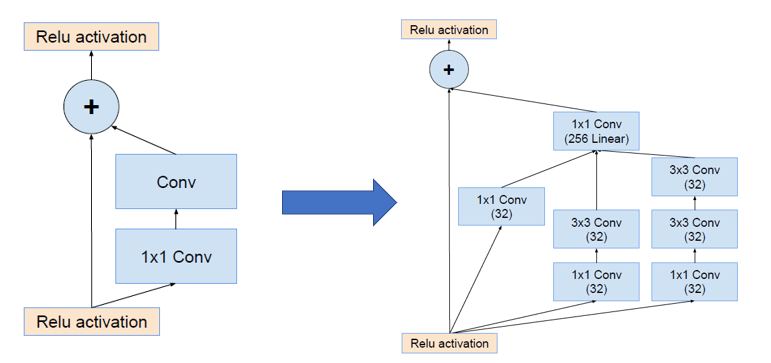 Relu activation
+
Conv
1x1 Conv
Relu activation
Relu activation
+
1x1 Conv
(256 Linear)
3x3 Conv
(32)
1x1 Conv
(32)
3x3 Conv
(32)
3x3 Conv
(32)
1x1 Conv
(32)
1x1 Conv
(32)
Relu activation